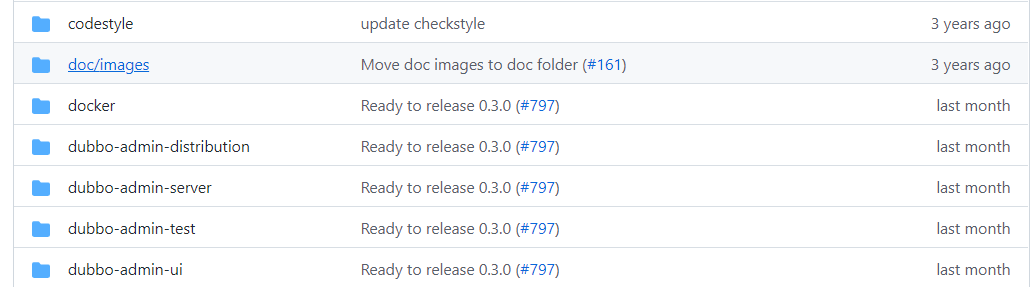 codestyle update checkstyle 3 years ago
doc/images Move doc images to doc folder (#161) 3 years ago
docker Ready to release 0.3.0 (#797) last month
dubbo-admin-distribution Ready to release 0.3.0 (#797) last month
dubbo-admin-server Ready to release 0.3.0 (#797) last month
dubbo-admin-test Ready to release 0.3.0 (#797) last month
dubbo-admin-ui Ready to release 0.3.0 (#797) last month